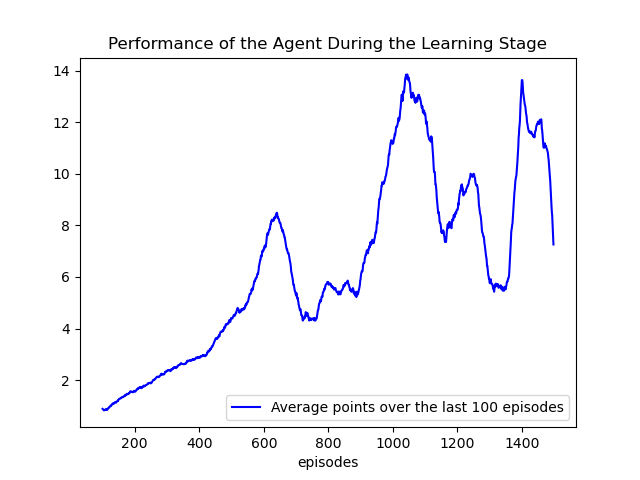 Performance of the Agent During the Learning Stage
14
12
10
8
6
4
2
Average points over the last 100 episodes
200 400 600 800 1000 1200 1400
episodes